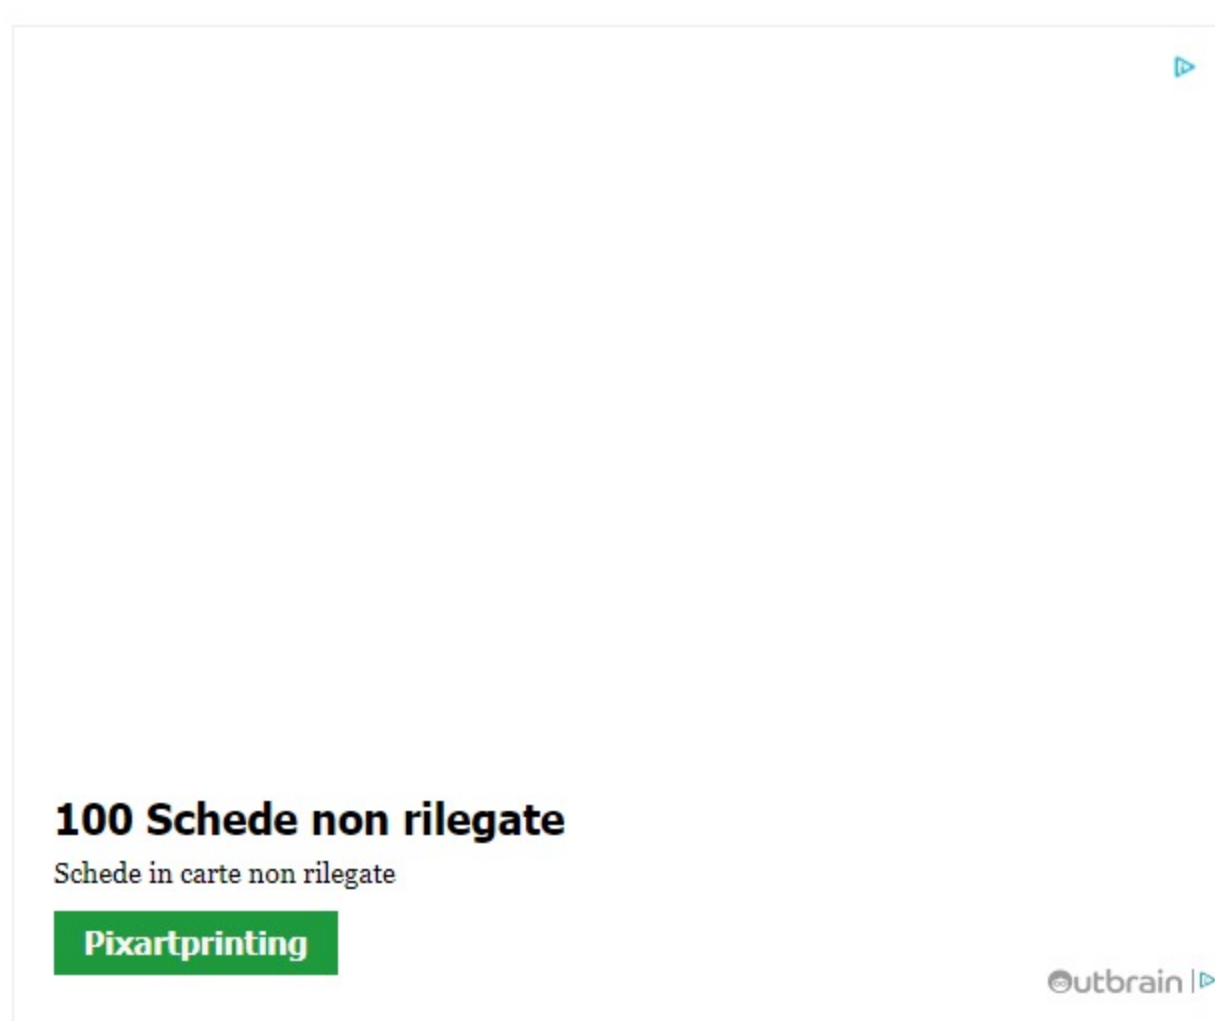 100 Schede non rilegate
Schede in carte non rilegate
Pixartprinting
Outbrain